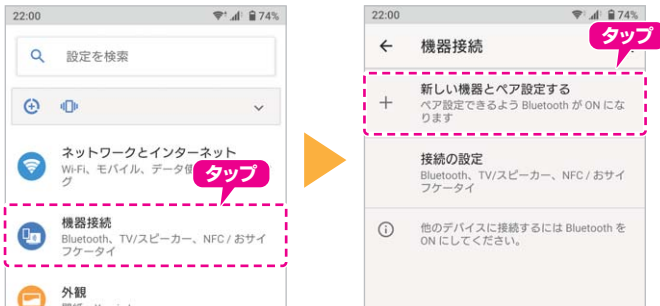 22:00
74%
設定を検索
ネットワークとインターネット
Wi-Fi、モバイル、データ使
グ
タップ
機器接続
Bluetooth、TV/スピーカー、NFC / おサイ
フケータイ
外観
22:00
74%
機器接続
タップ
新しい機器とペア設定する
ペア設定できるよう Bluetooth が ON にな
ります
接続の設定
Bluetooth、TV/スピーカー、NFC / おサイ
フケータイ
他のデバイスに接続するには Bluetooth を
ON にしてください。